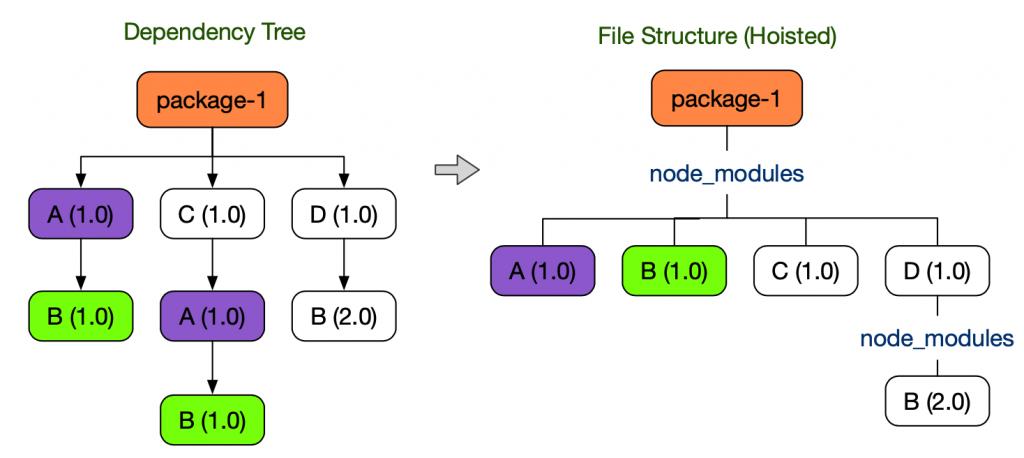 Dependency Tree
package-1
A (1.0)
C (1.0)
D (1.0)
B (1.0)
A (1.0)
B (2.0)
B (1.0)
File Structure (Hoisted)
package-1
node_modules
A (1.0)
B (1.0)
C (1.0)
D (1.0)
node_modules
B (2.0)